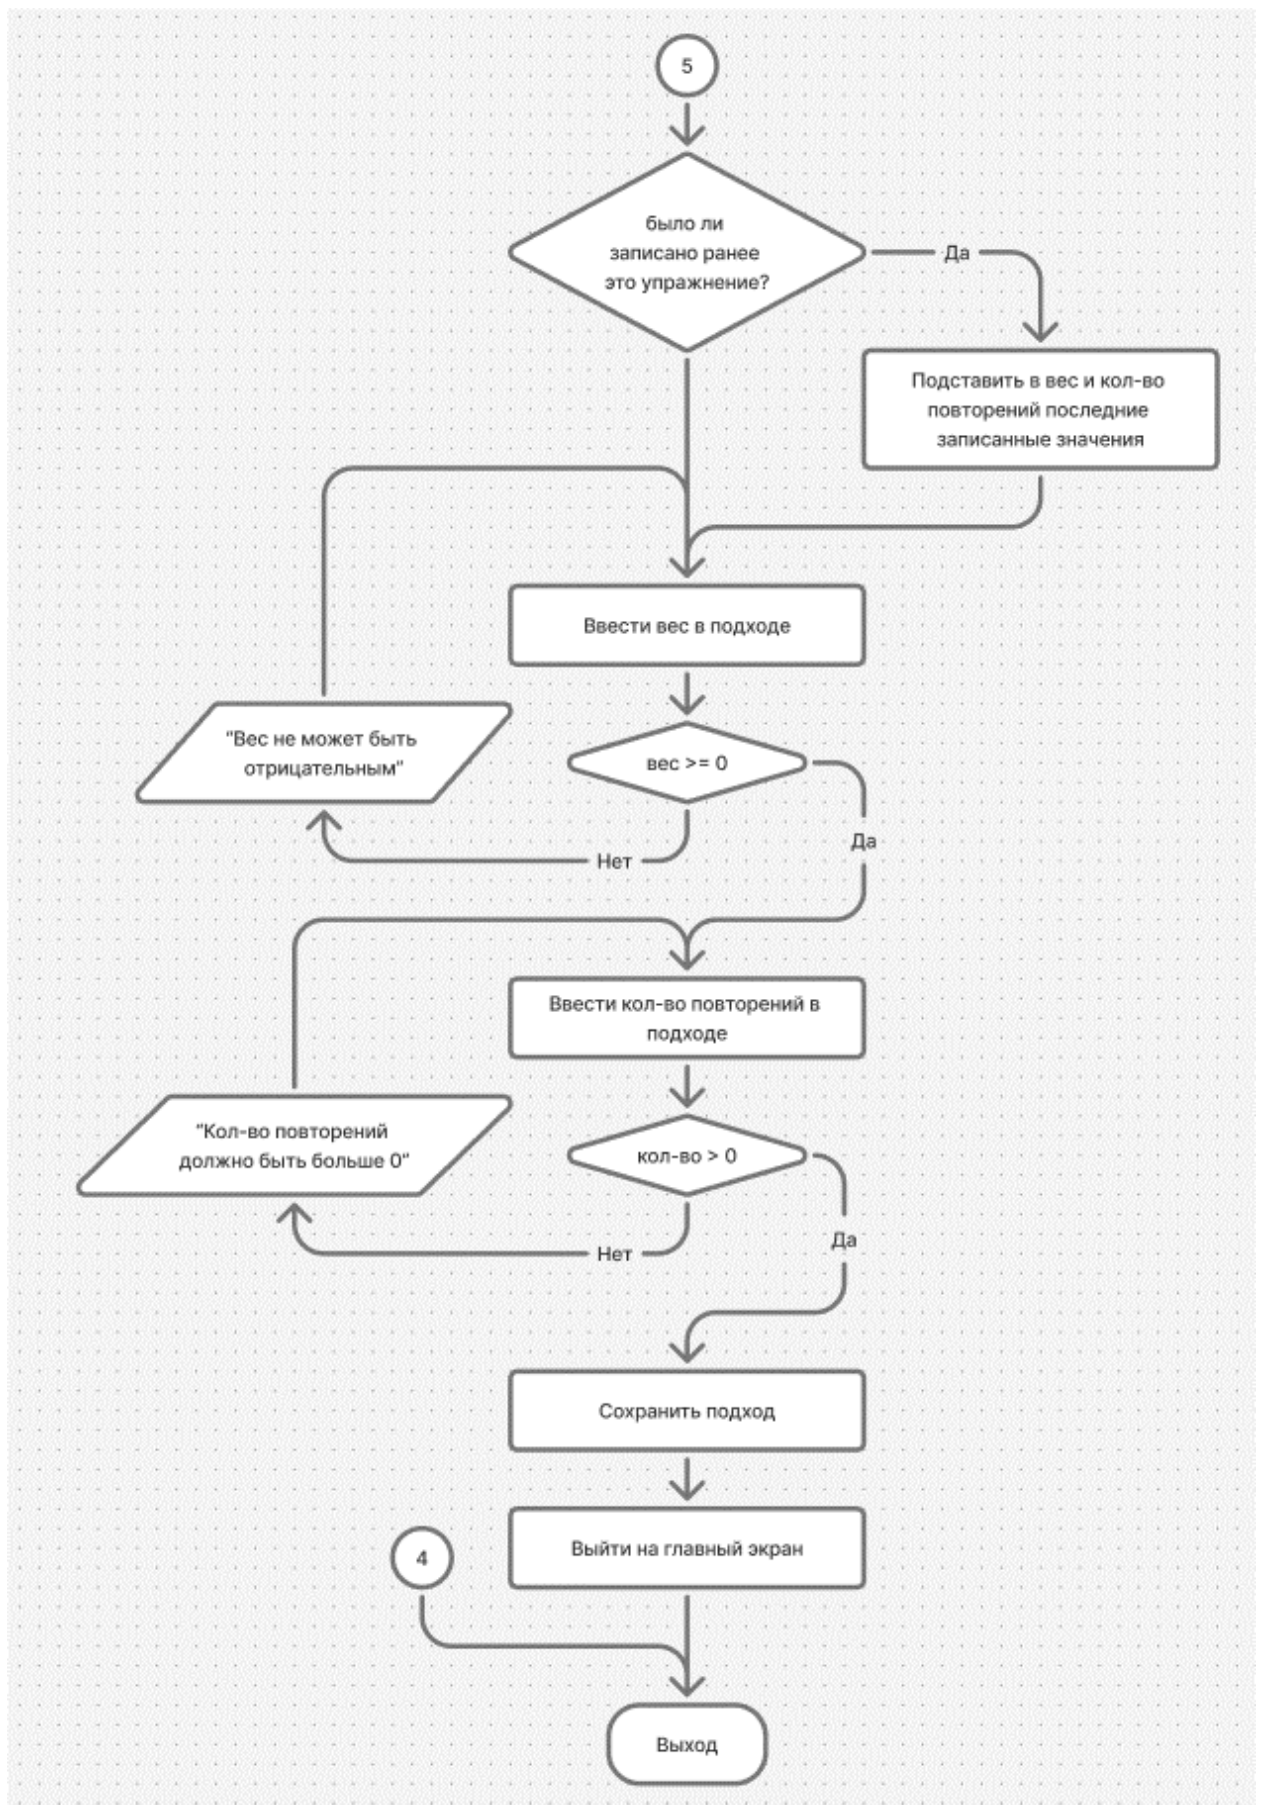 5
было ли
записано ранее
это упражнение?
Да
Подставить в вес и кол-во
повторений последние
записанные значения
Ввести вес в подходе
“Вес не может быть
отрицательным”
вес >= 0
Да
Нет
Ввести кол-во повторений в
подходе
“Кол-во повторений
должно быть больше 0”
кол-во > 0
Да
Нет
Сохранить подход
Выйти на главный экран
4
Выход